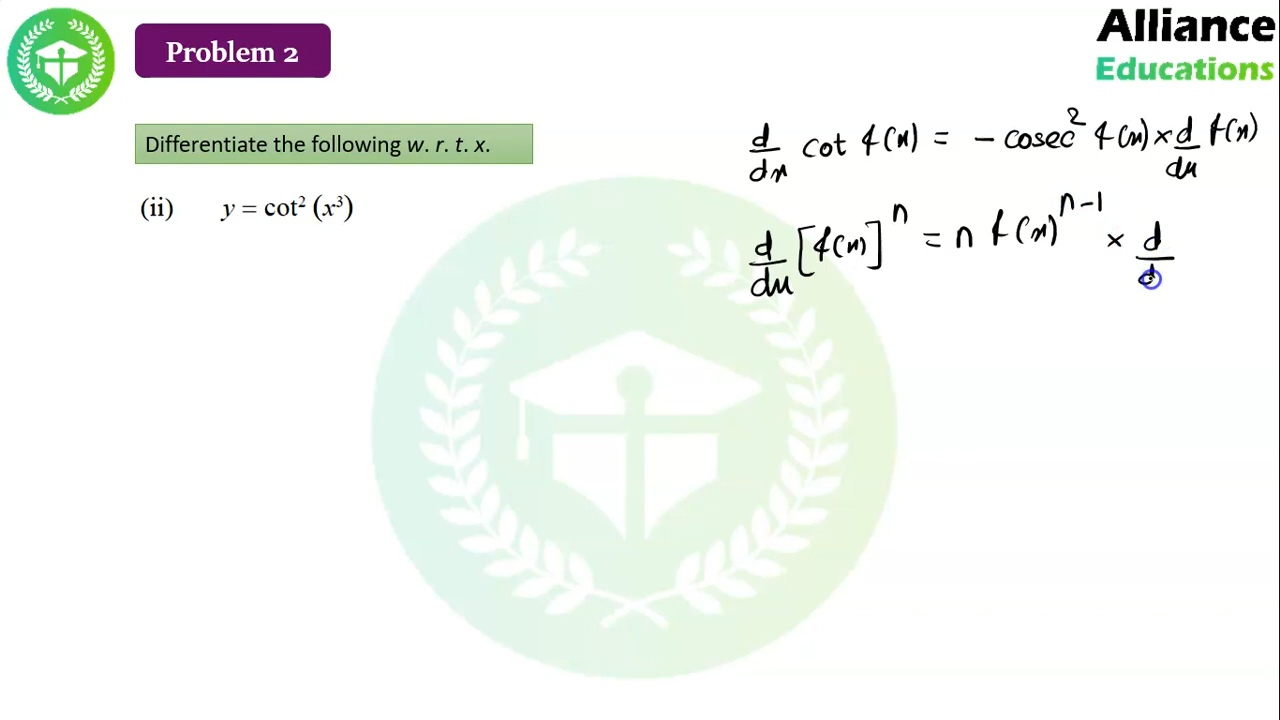 Problem 2
Alliance
Educations
Differentiate the following w. r. t. x.
(ii) y = cot² (x³)
d/dx cot f(x) = - cosec² f(x) × d/dx f(x)
d/dx [f(x)]ⁿ = n f(x)ⁿ⁻¹ × d/d